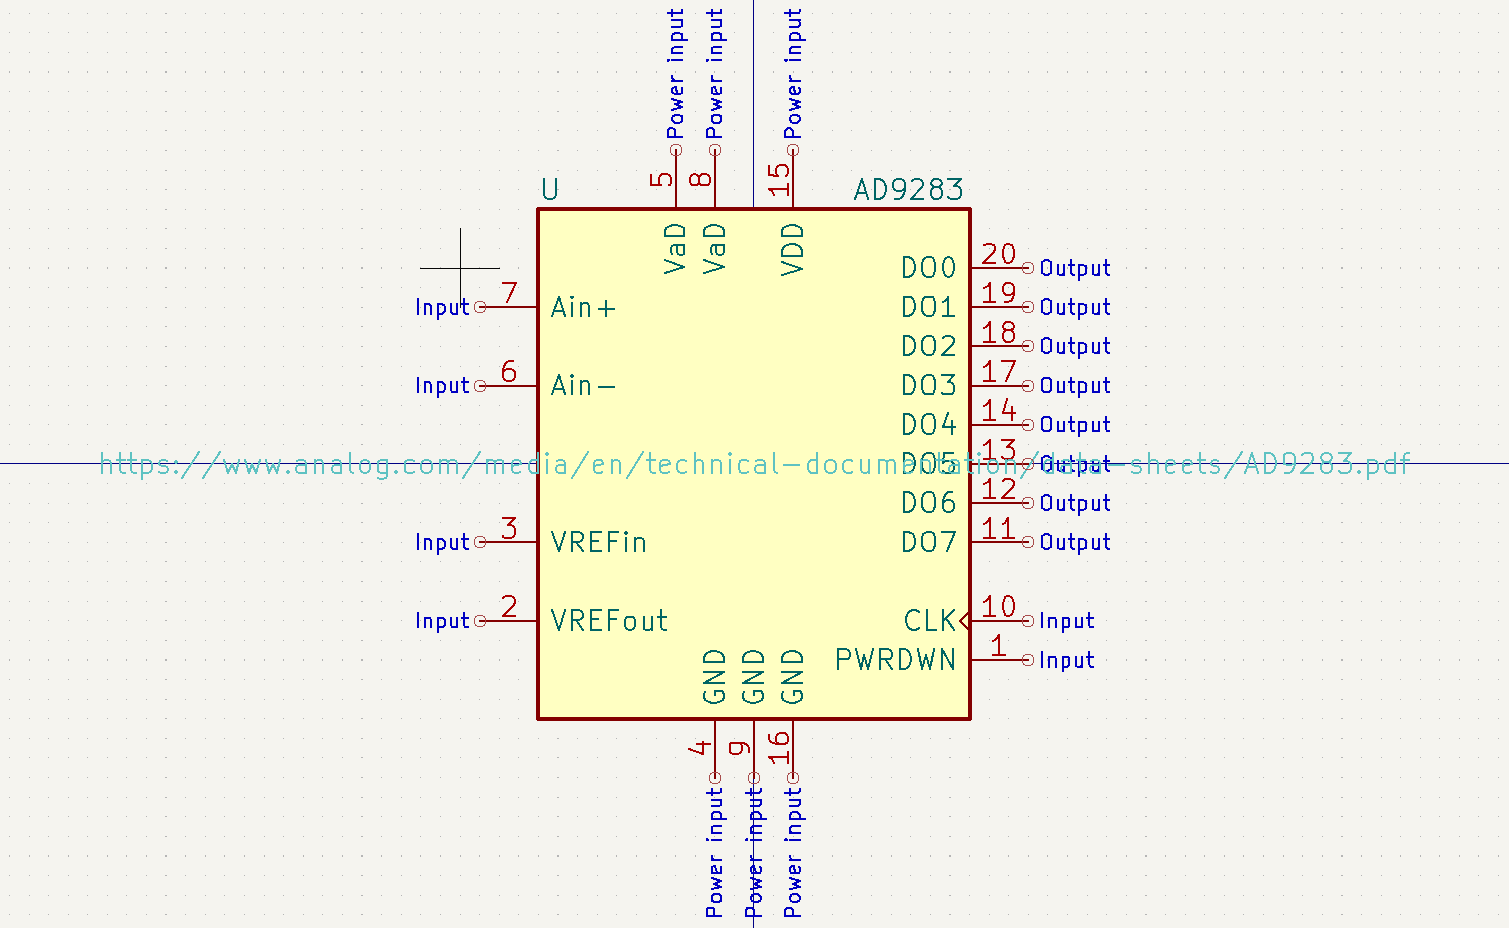 Power input
Power input
Power input
5
8
15
U
AD9283
VaD
VaD
VDD
DO0
20
Output
Input
7
Ain+
DO1
19
Output
DO2
18
Output
Input
6
Ain-
DO3
17
Output
DO4
14
Output
https://www.analog.com/media/en/technical-documentation/data-sheets/AD9283.pdf
DO5
13
Output
DO6
12
Output
Input
3
VREFin
DO7
11
Output
Input
2
VREFout
CLK
10
Input
PWRDWN
1
Input
GND
GND
GND
4
9
16
Power input
Power input
Power input